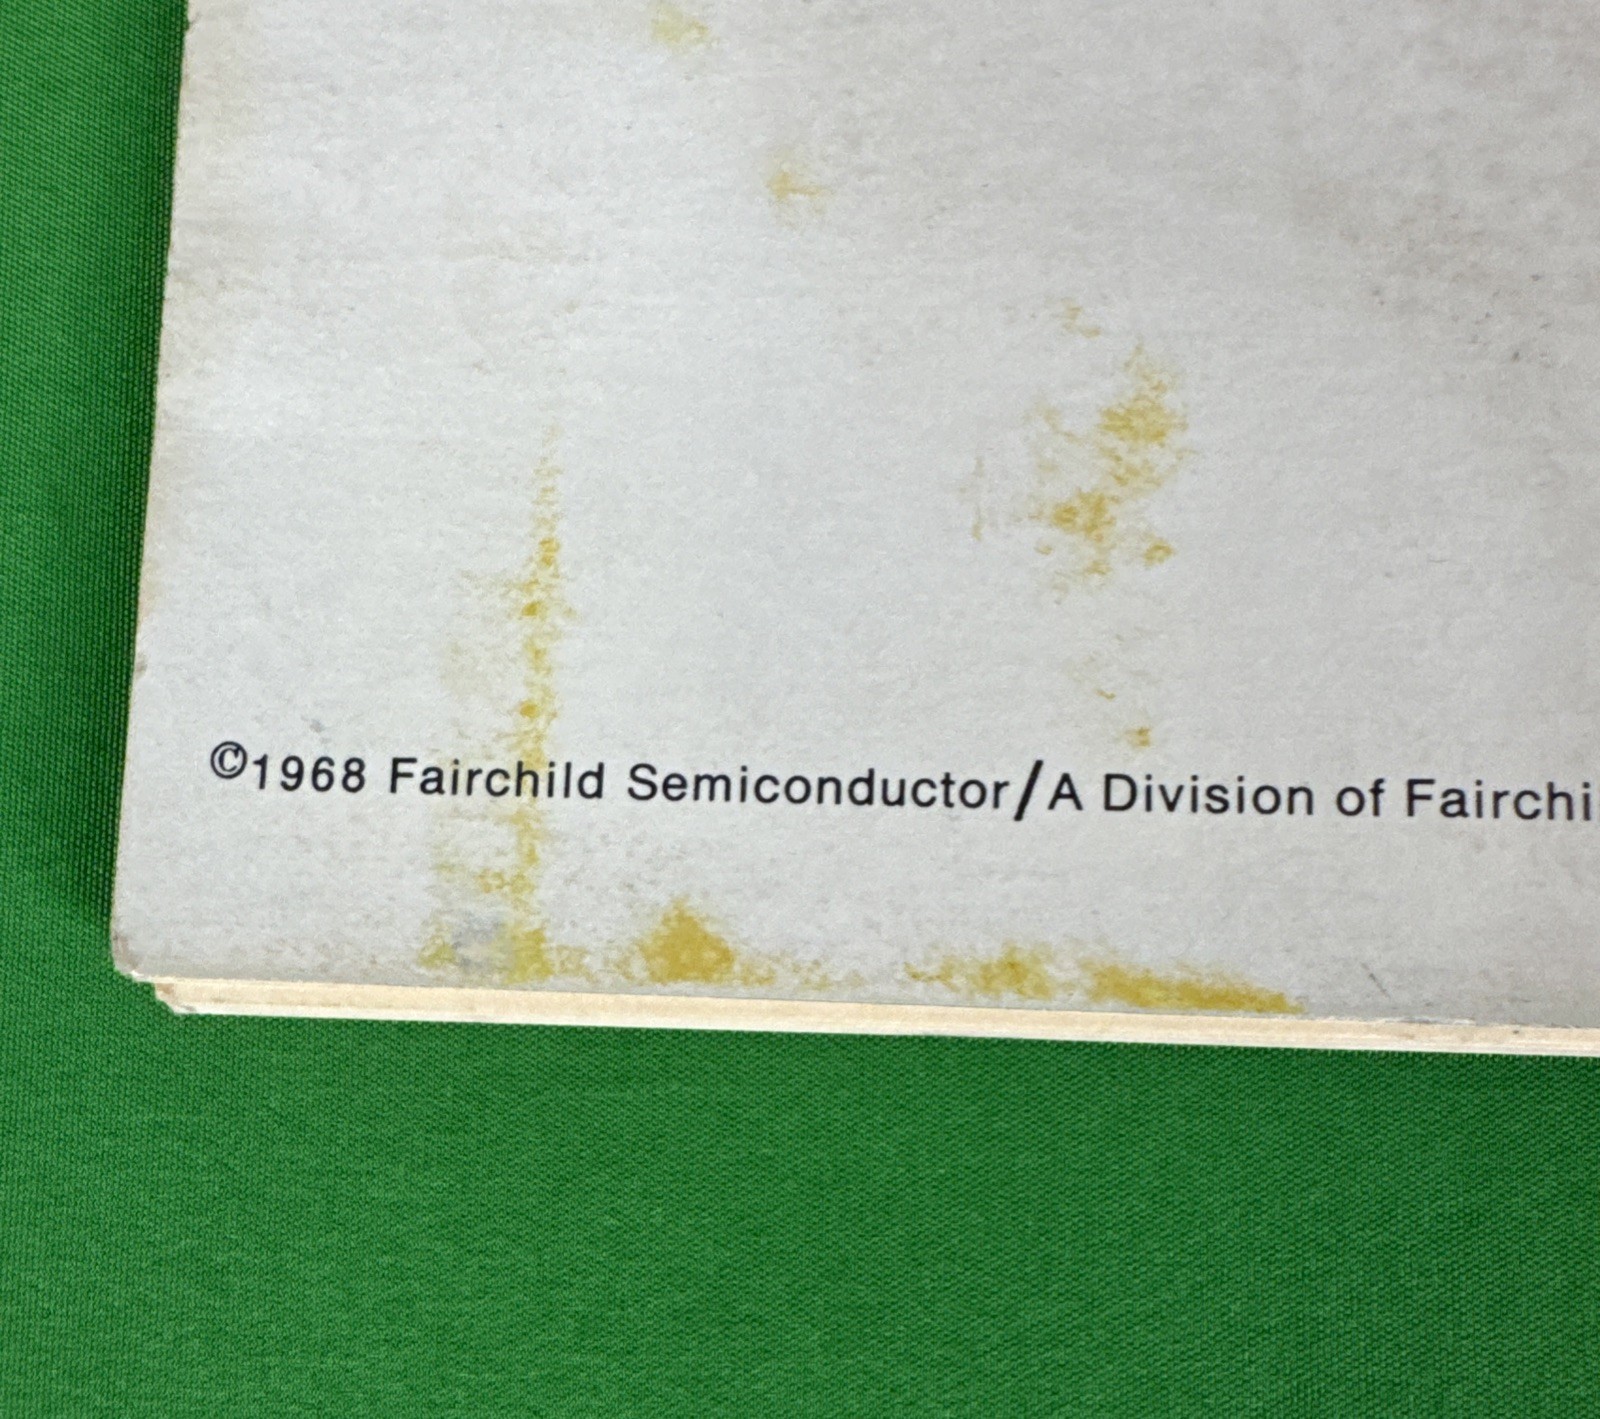 ©1968 Fairchild Semiconductor/A Division of Fairchi